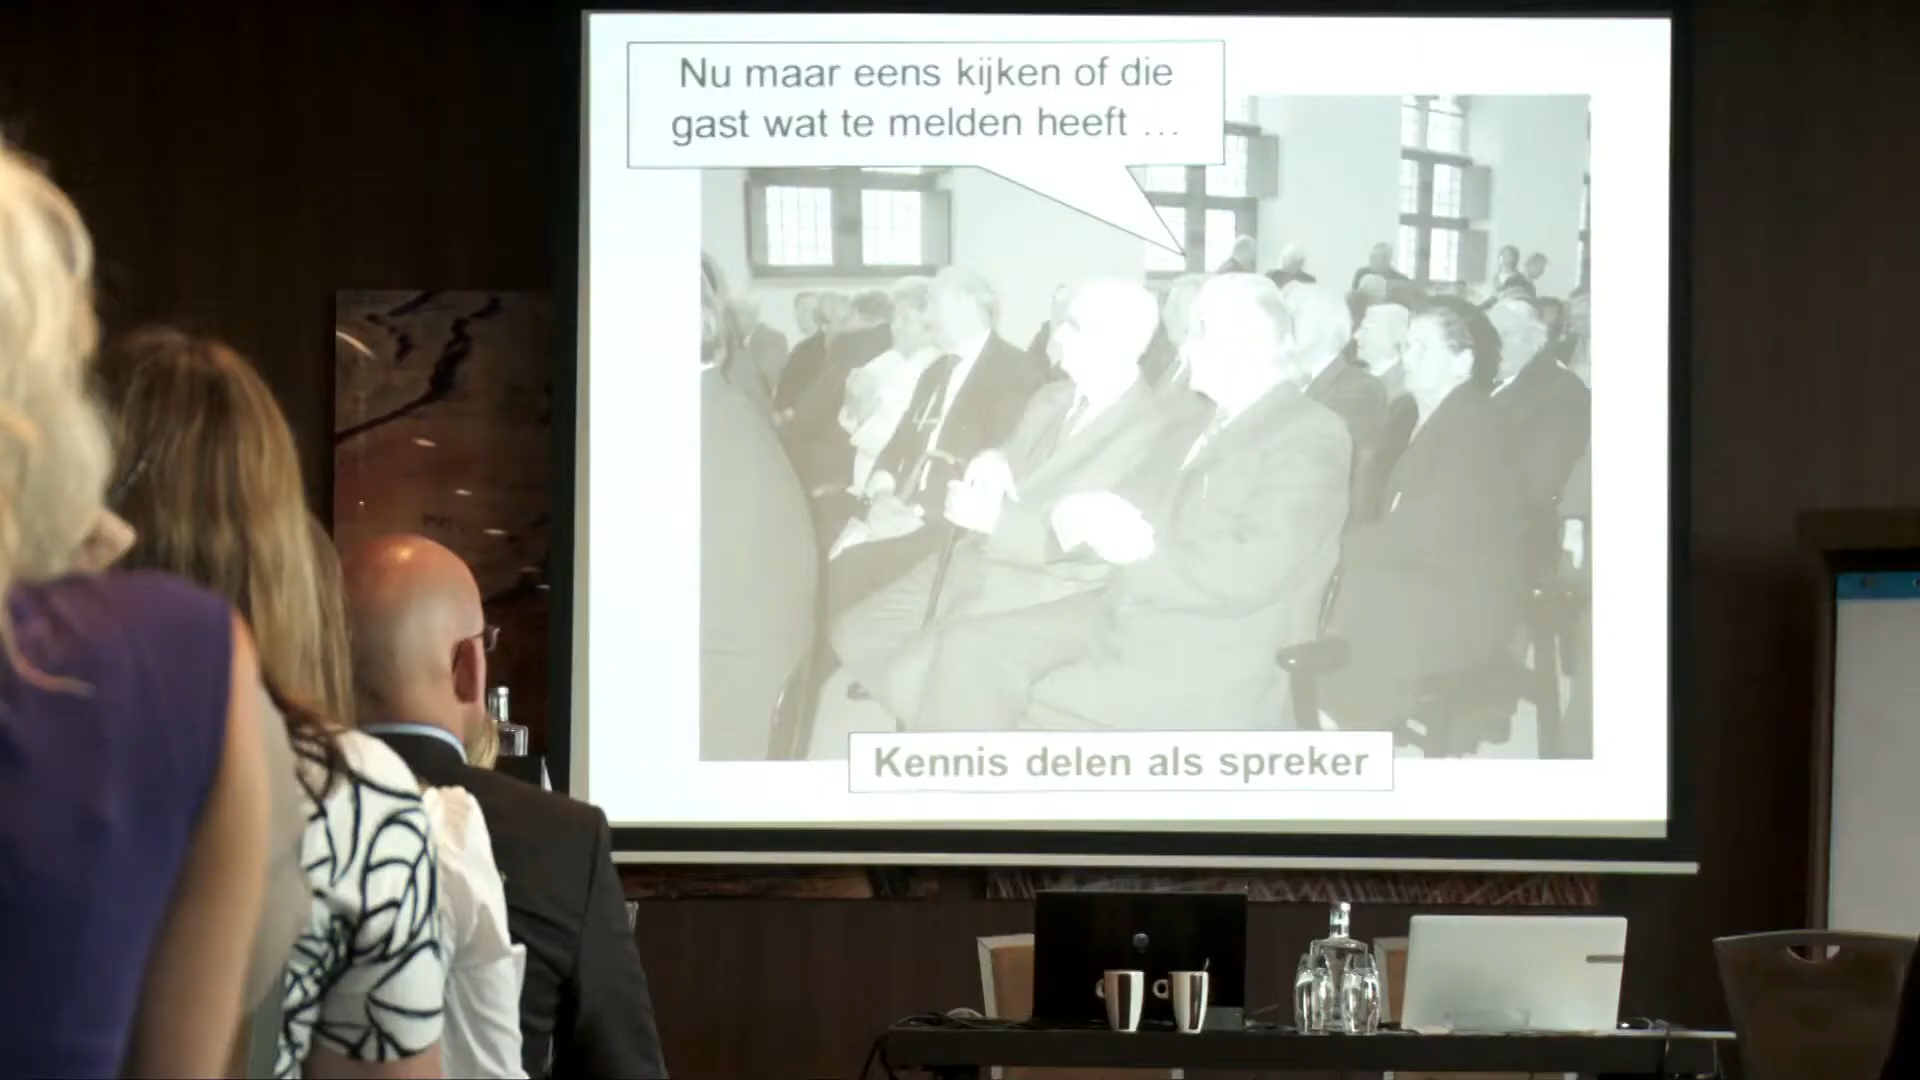 Nu maar eens kijken of die
gast wat te melden heeft ...
Kennis delen als spreker